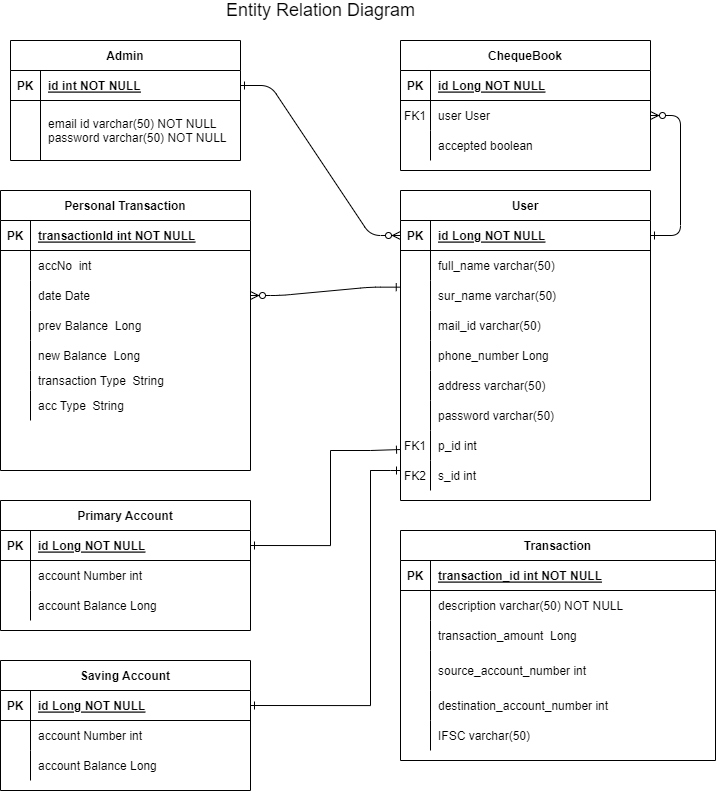 Entity Relation Diagram
Admin
PK id int NOT NULL
email id varchar(50) NOT NULL
password varchar(50) NOT NULL
ChequeBook
PK id Long NOT NULL
FK1 user User
accepted boolean
Personal Transaction
PK transactionId int NOT NULL
accNo int
date Date
prev Balance Long
new Balance Long
transaction Type String
acc Type String
User
PK id Long NOT NULL
full_name varchar(50)
sur_name varchar(50)
mail_id varchar(50)
phone_number Long
address varchar(50)
password varchar(50)
FK1 p_id int
FK2 s_id int
Primary Account
PK id Long NOT NULL
account Number int
account Balance Long
Transaction
PK transaction_id int NOT NULL
description varchar(50) NOT NULL
transaction_amount Long
source_account_number int
destination_account_number int
IFSC varchar(50)
Saving Account
PK id Long NOT NULL
account Number int
account Balance Long